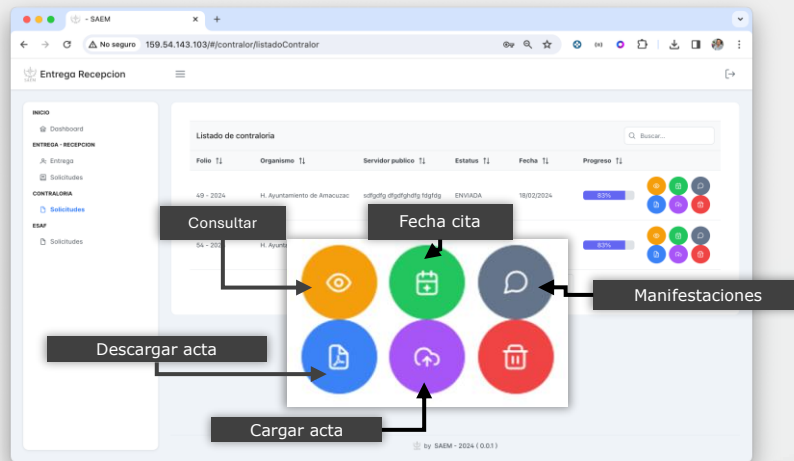 - SAEM
No seguro 159.54.143.103/#/contralor/listadoContralor
Entrega Recepcion
INICIO
Dashboard
ENTREGA - RECEPCION
Entrega
Solicitudes
CONTRALORIA
Solicitudes
ESAF
Solicitudes
Listado de contraloria
Buscar...
Folio Organismo Servidor publico Estatus Fecha Progreso
49 - 2024 H. Ayuntamiento de Amacuzac sdfgdfg dfgdfghdfg fdgfdg ENVIADA 18/02/2024 83%
54 - 202 H. Ayunta 83%
Consultar
Fecha cita
Manifestaciones
Descargar acta
Cargar acta
by SAEM - 2024 ( 0.0.1 )